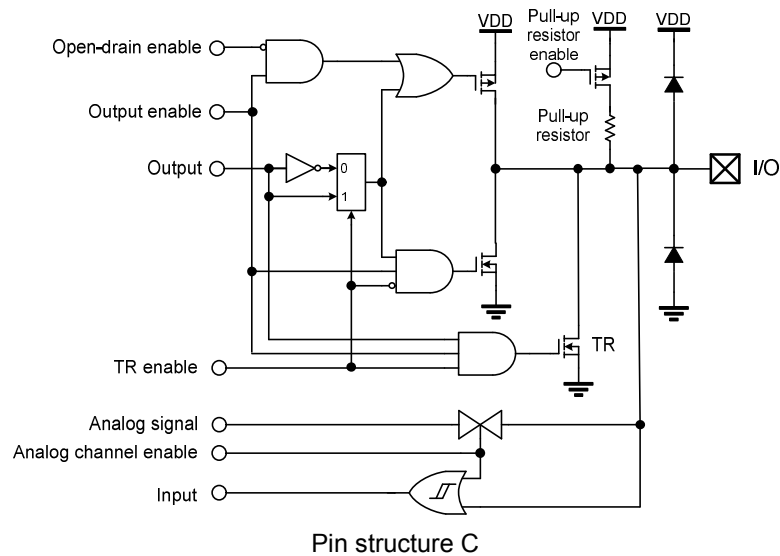 Open-drain enable
Output enable
Output
0
1
TR enable
Analog signal
Analog channel enable
Input
VDD
Pull-up
resistor
enable
VDD
Pull-up
resistor
VDD
I/O
TR
Pin structure C